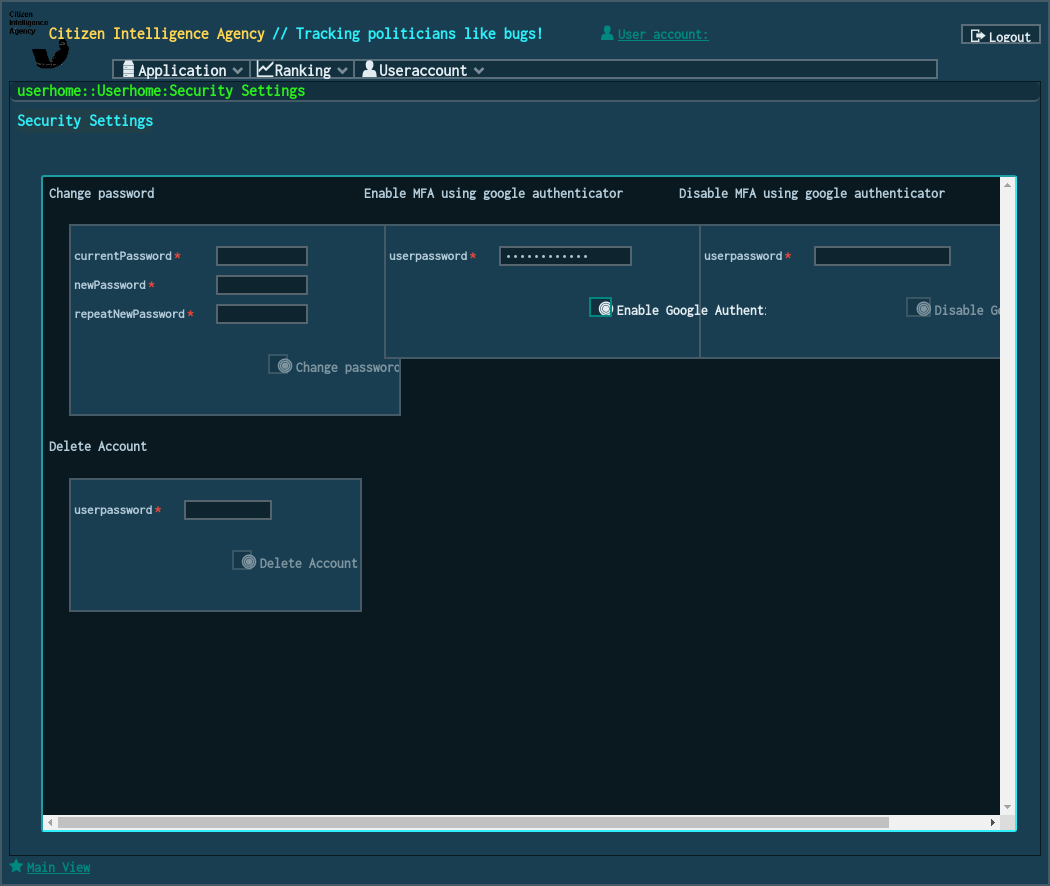 Citizen
Intelligence
Agency
Citizen Intelligence Agency // Tracking politicians like bugs!
User account:
Logout
Application
Ranking
Useraccount
userhome::Userhome:Security Settings
Security Settings
Change password
Enable MFA using google authenticator
Disable MFA using google authenticator
currentPassword*
newPassword*
repeatNewPassword*
Change password
userpassword*
············
Enable Google Authent
userpassword*
Disable G
Delete Account
userpassword*
Delete Account
Main View